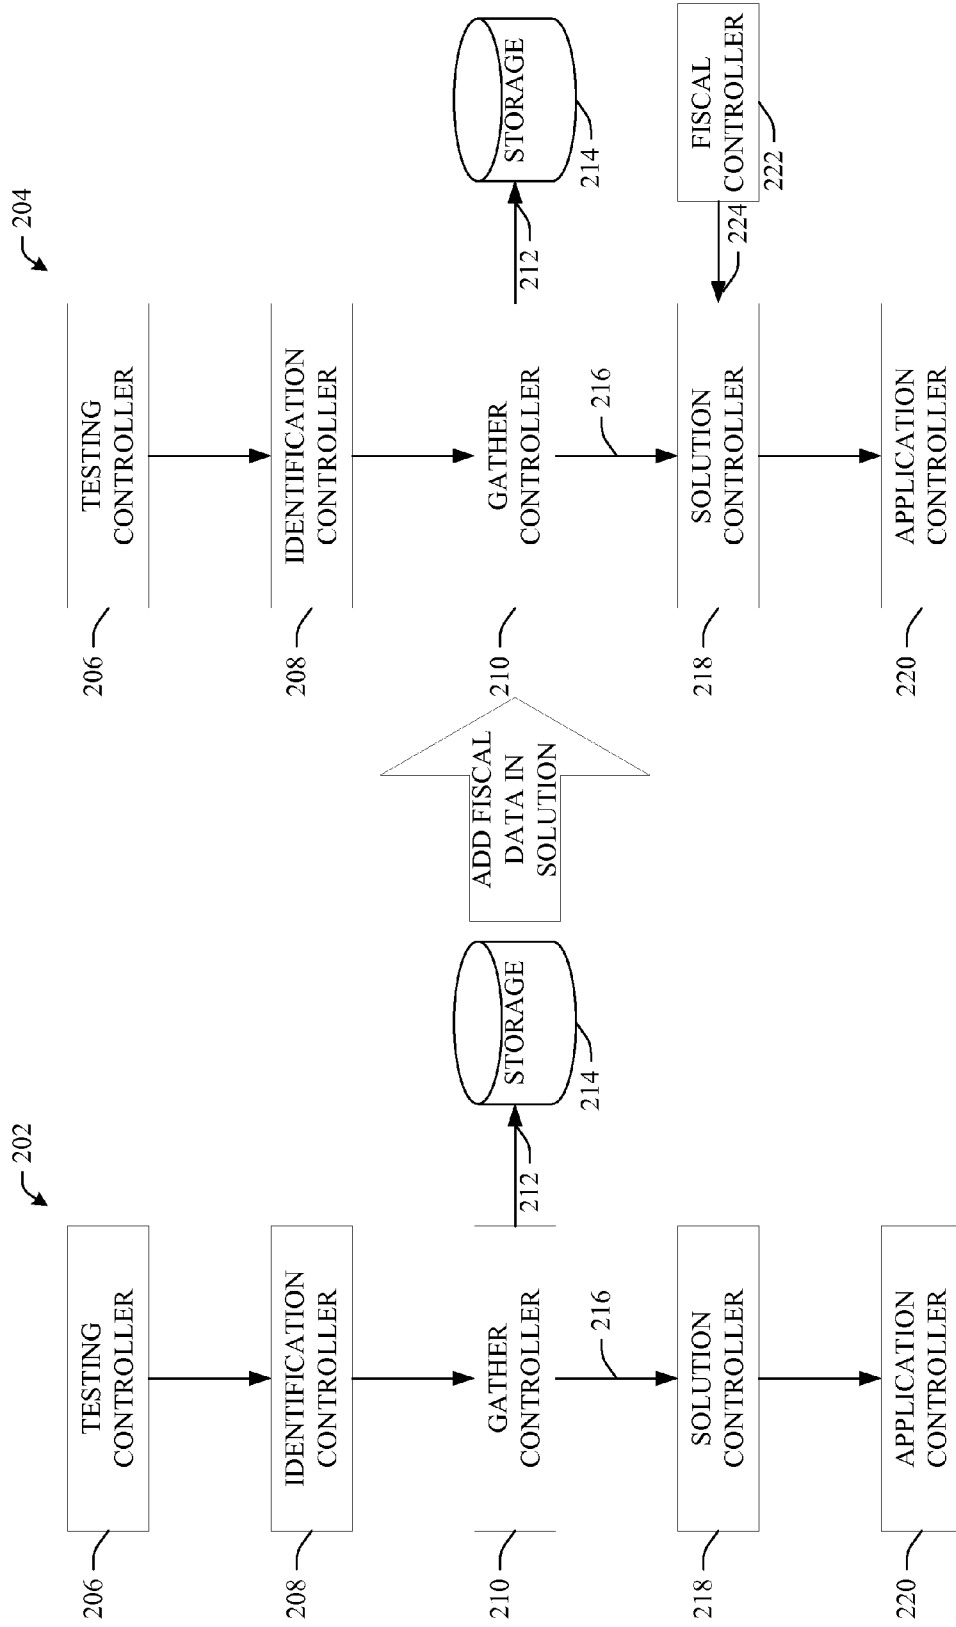 202
TESTING
CONTROLLER
206
IDENTIFICATION
CONTROLLER
208
GATHER
CONTROLLER
210
212
STORAGE
214
216
SOLUTION
CONTROLLER
218
APPLICATION
CONTROLLER
220
ADD FISCAL
DATA IN
SOLUTION
204
TESTING
CONTROLLER
206
IDENTIFICATION
CONTROLLER
208
GATHER
CONTROLLER
210
212
STORAGE
214
216
SOLUTION
CONTROLLER
218
FISCAL
CONTROLLER
222
224
APPLICATION
CONTROLLER
220